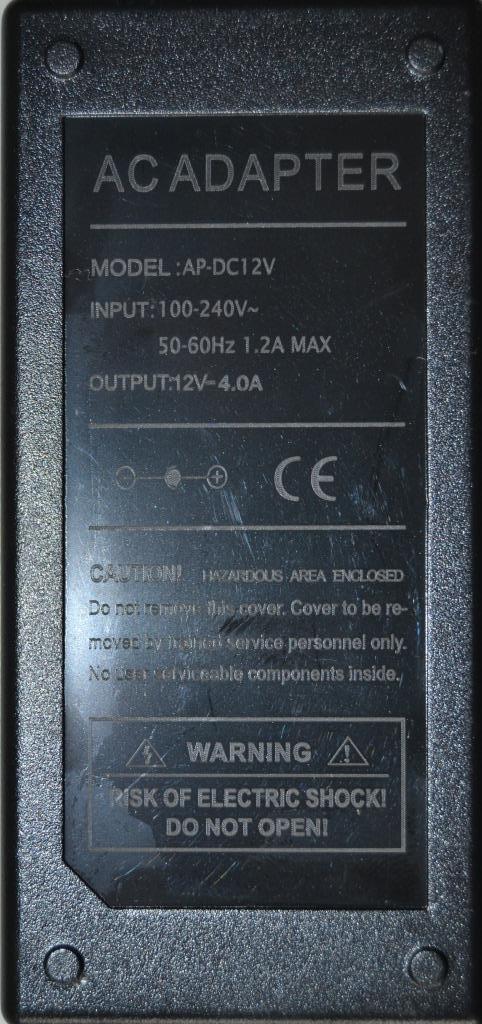 AC ADAPTER
MODEL :AP-DC12V
INPUT:100-240V~
50-60Hz 1.2A MAX
OUTPUT:12V⎓4.0A
- +
CE
CAUTION! HAZARDOUS AREA ENCLOSED
Do not remove this cover. Cover to be re-
moved by trained service personnel only.
No user serviceable components inside.
WARNING
RISK OF ELECTRIC SHOCK!
DO NOT OPEN!